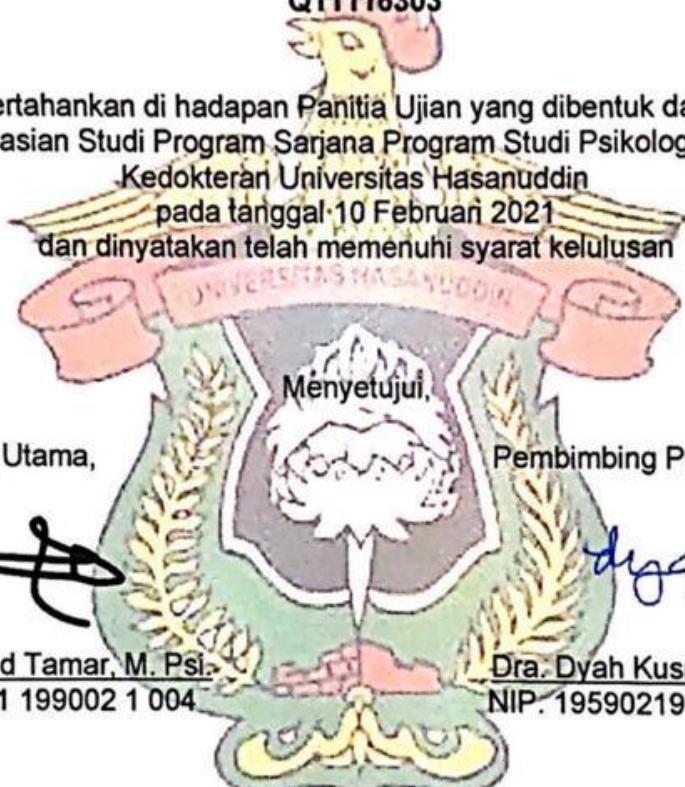 Q11116303
ertahankan di hadapan Panitia Ujian yang dibentuk da
asian Studi Program Sarjana Program Studi Psikolog
Kedokteran Universitas Hasanuddin
pada tanggal 10 Februari 2021
dan dinyatakan telah memenuhi syarat kelulusan
UNIVERSITAS HASANUDDIN
Menyetujui,
Utama,
Pembimbing P
d Tamar, M. Psi.
Dra. Dyah Kus
1 199002 1 004
NIP. 19590219